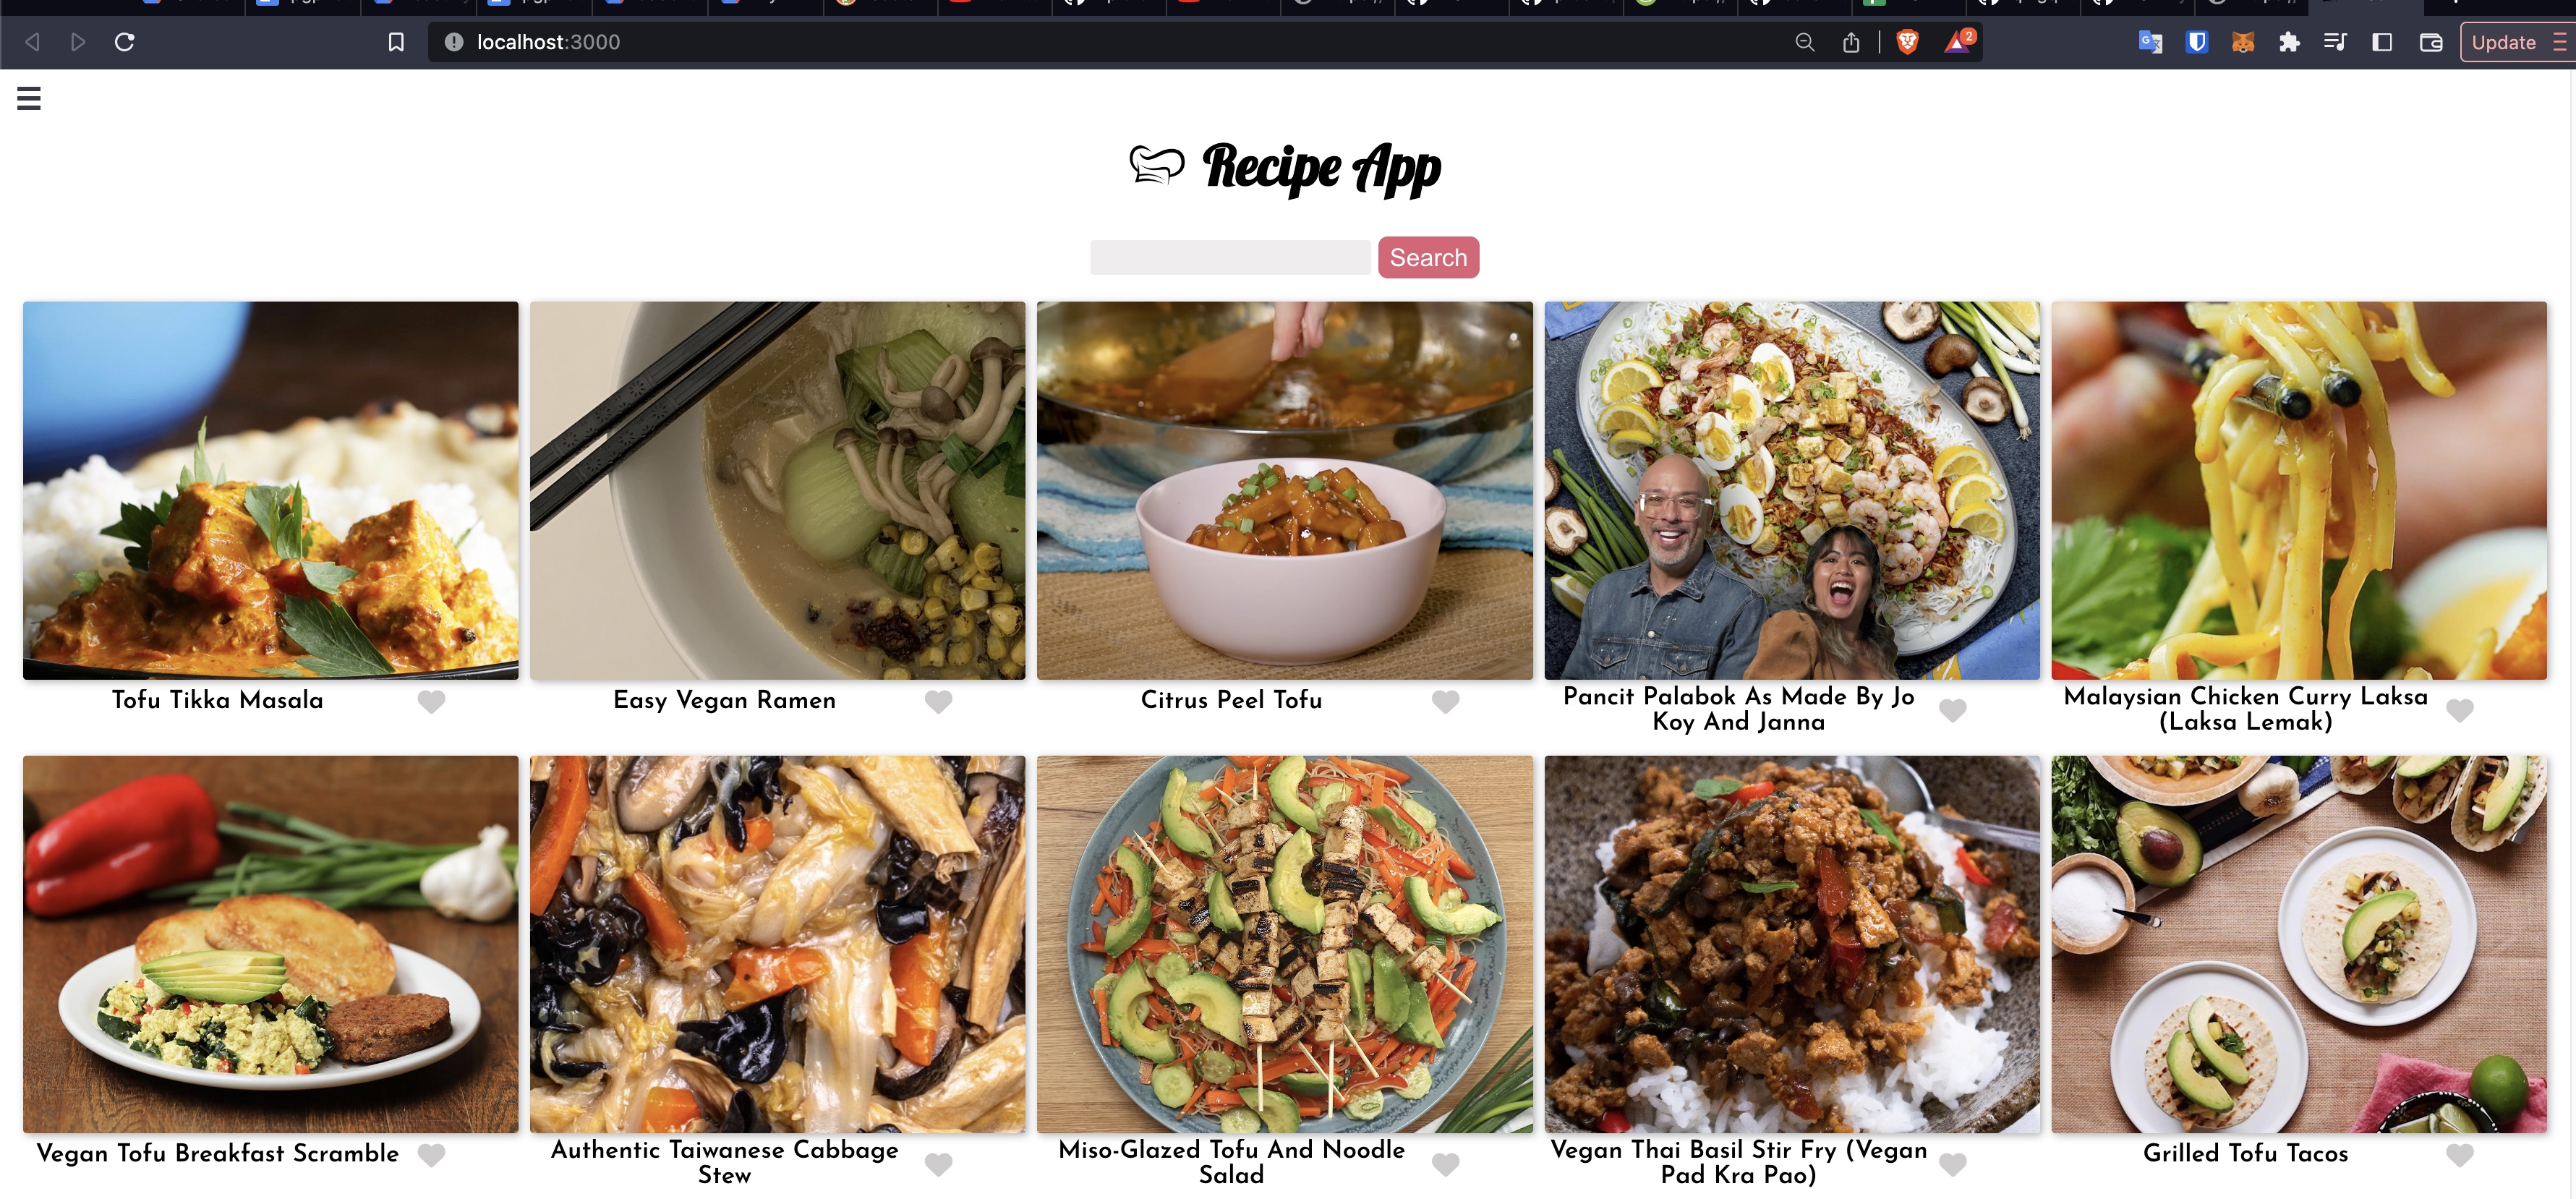 localhost:3000
2
Update
Recipe App
Search
Tofu Tikka Masala
Easy Vegan Ramen
Citrus Peel Tofu
Pancit Palabok As Made By Jo
Koy And Janna
Malaysian Chicken Curry Laksa
(Laksa Lemak)
Vegan Tofu Breakfast Scramble
Authentic Taiwanese Cabbage
Stew
Miso-Glazed Tofu And Noodle
Salad
Vegan Thai Basil Stir Fry (Vegan
Pad Kra Pao)
Grilled Tofu Tacos